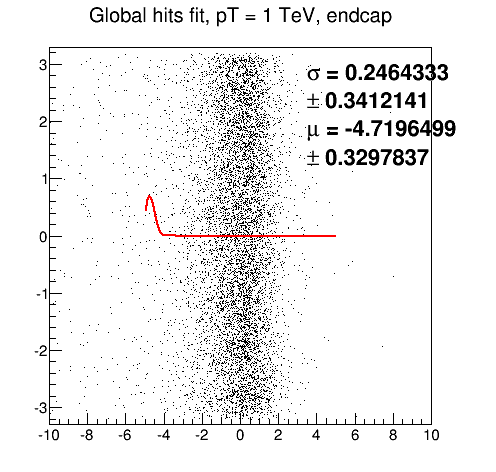 Global hits fit, pT = 1 TeV, endcap
σ = 0.2464333
± 0.3412141
μ = -4.7196499
± 0.3297837
3
2
1
0
-1
-2
-3
-10 -8 -6 -4 -2 0 2 4 6 8 10